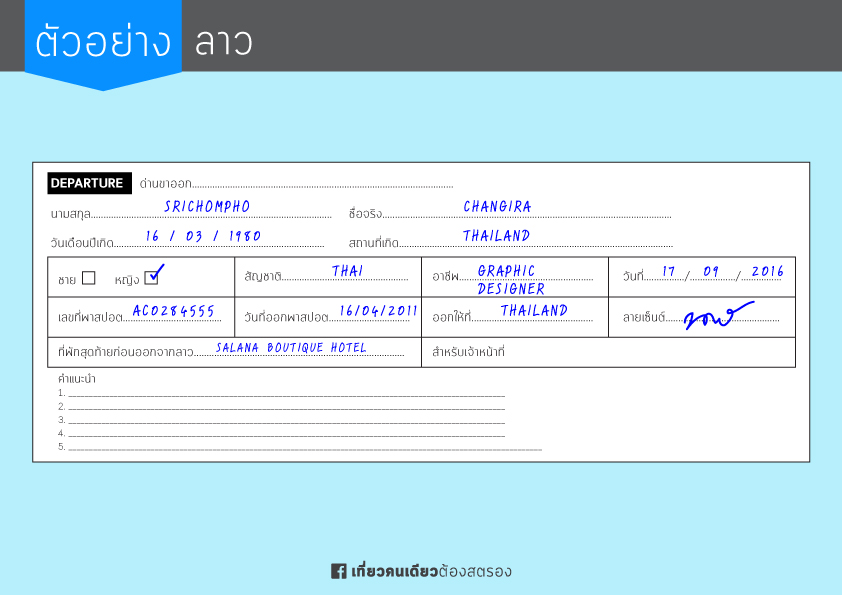 ตัวอย่าง ลาว
DEPARTURE ด่านขาออก
นามสกุล SRICHOMPHO ชื่อจริง CHANGIRA
วันเดือนปีเกิด 16 / 03 / 1980 สถานที่เกิด THAILAND
ชาย หญิง สัญชาติ THAI อาชีพ GRAPHIC DESIGNER วันที่ 17 / 09 / 2016
เลขที่พาสปอต AC0284555 วันที่ออกพาสปอต 16/04/2011 ออกให้ที่ THAILAND ลายเซ็นต์
ที่พักสุดท้ายก่อนออกจากลาว SALANA BOUTIQUE HOTEL สำหรับเจ้าหน้าที่
คำแนะนำ
1.
2.
3.
4.
5.
เที่ยวคนเดียวต้องสตรอง